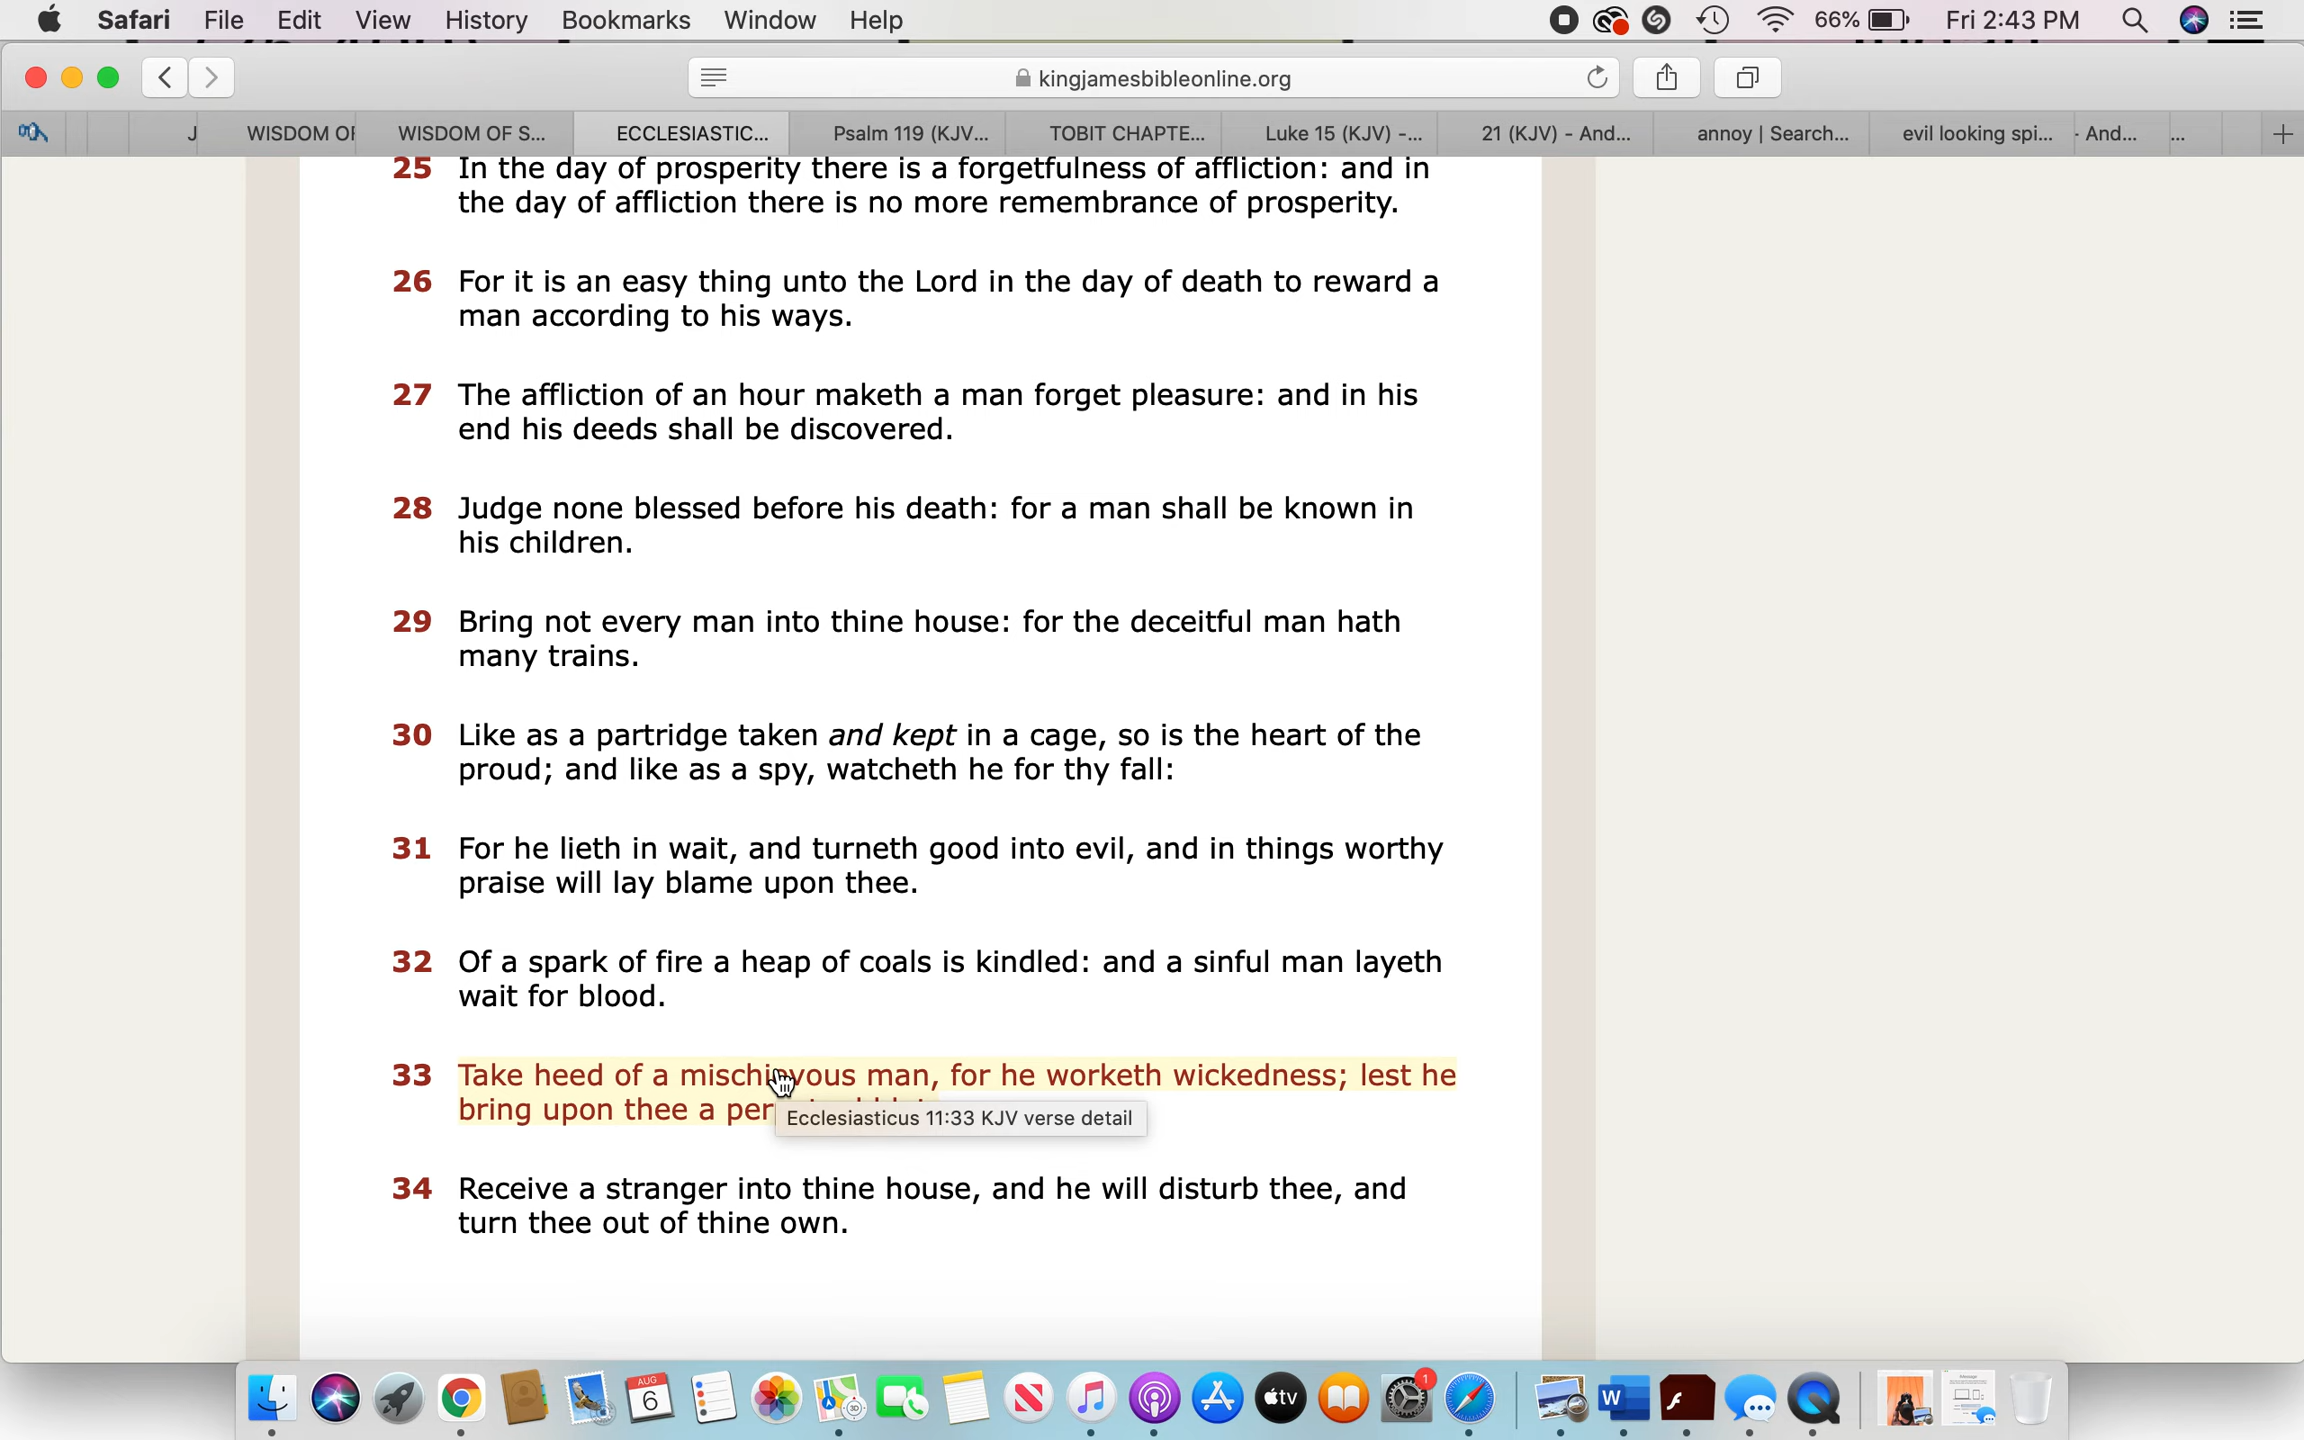 Safari File Edit View History Bookmarks Window Help 66% Fri 2:43 PM
kingjamesbibleonline.org
J WISDOM OF WISDOM OF S... ECCLESIASTIC... Psalm 119 (KJV... TOBIT CHAPTE... Luke 15 (KJV) -... 21 (KJV) - And... annoy | Search... evil looking spi... - And... ...
25 In the day of prosperity there is a forgetfulness of affliction: and in
the day of affliction there is no more remembrance of prosperity.
26 For it is an easy thing unto the Lord in the day of death to reward a
man according to his ways.
27 The affliction of an hour maketh a man forget pleasure: and in his
end his deeds shall be discovered.
28 Judge none blessed before his death: for a man shall be known in
his children.
29 Bring not every man into thine house: for the deceitful man hath
many trains.
30 Like as a partridge taken and kept in a cage, so is the heart of the
proud; and like as a spy, watcheth he for thy fall:
31 For he lieth in wait, and turneth good into evil, and in things worthy
praise will lay blame upon thee.
32 Of a spark of fire a heap of coals is kindled: and a sinful man layeth
wait for blood.
33 Take heed of a mischievous man, for he worketh wickedness; lest he
bring upon thee a
Ecclesiasticus 11:33 KJV verse detail
34 Receive a stranger into thine house, and he will disturb thee, and
turn thee out of thine own.
AUG
6
3D
tv
1
W